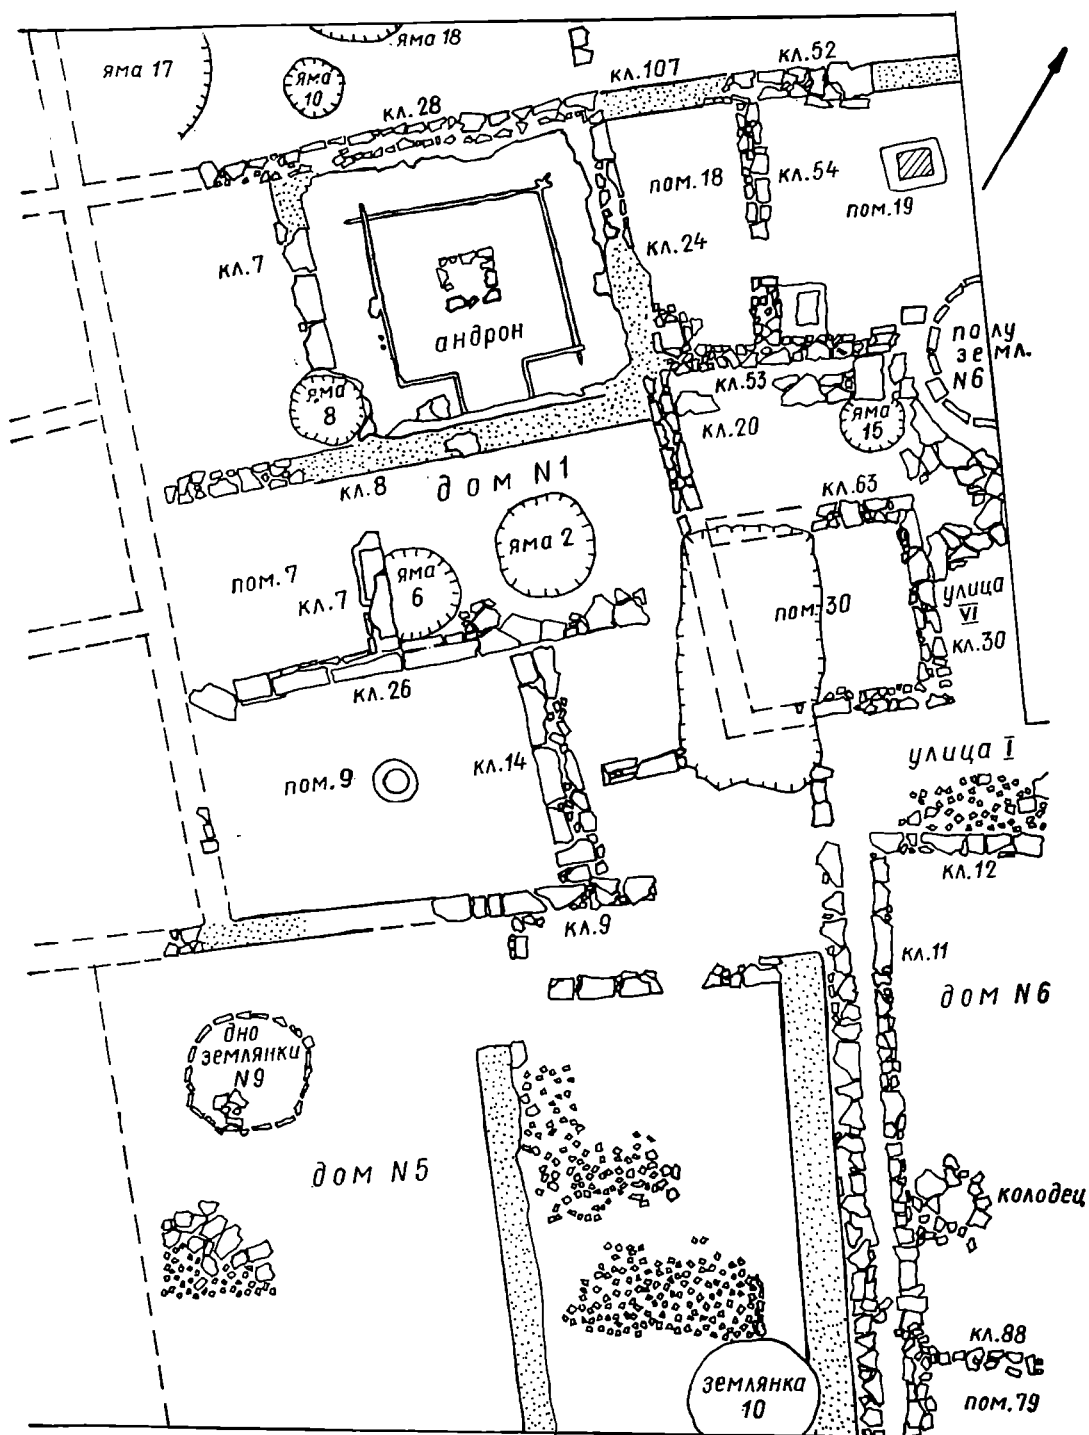 яма 18
яма 17
яма
10
кл.28
кл.107
кл.52
пом.18
кл.54
пом.19
кл.7
кл.24
андрон
полу
земл.
N6
кл.53
яма
8
кл.20
яма
15
кл.8
дом N1
кл.63
яма 2
пом.7
кл.7
яма
6
пом.30
улица
VI
кл.30
кл.26
улица I
пом.9
кл.14
кл.12
кл.9
кл.11
дом N6
дно
землянки
N9
дом N5
колодец
кл.88
землянка
10
пом.79